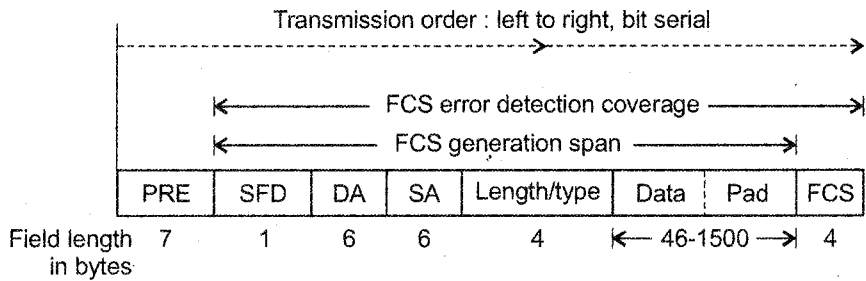 Transmission order : left to right, bit serial
FCS error detection coverage
FCS generation span
PRE SFD DA SA Length/type Data Pad FCS
Field length 7 1 6 6 4 46-1500 4
in bytes